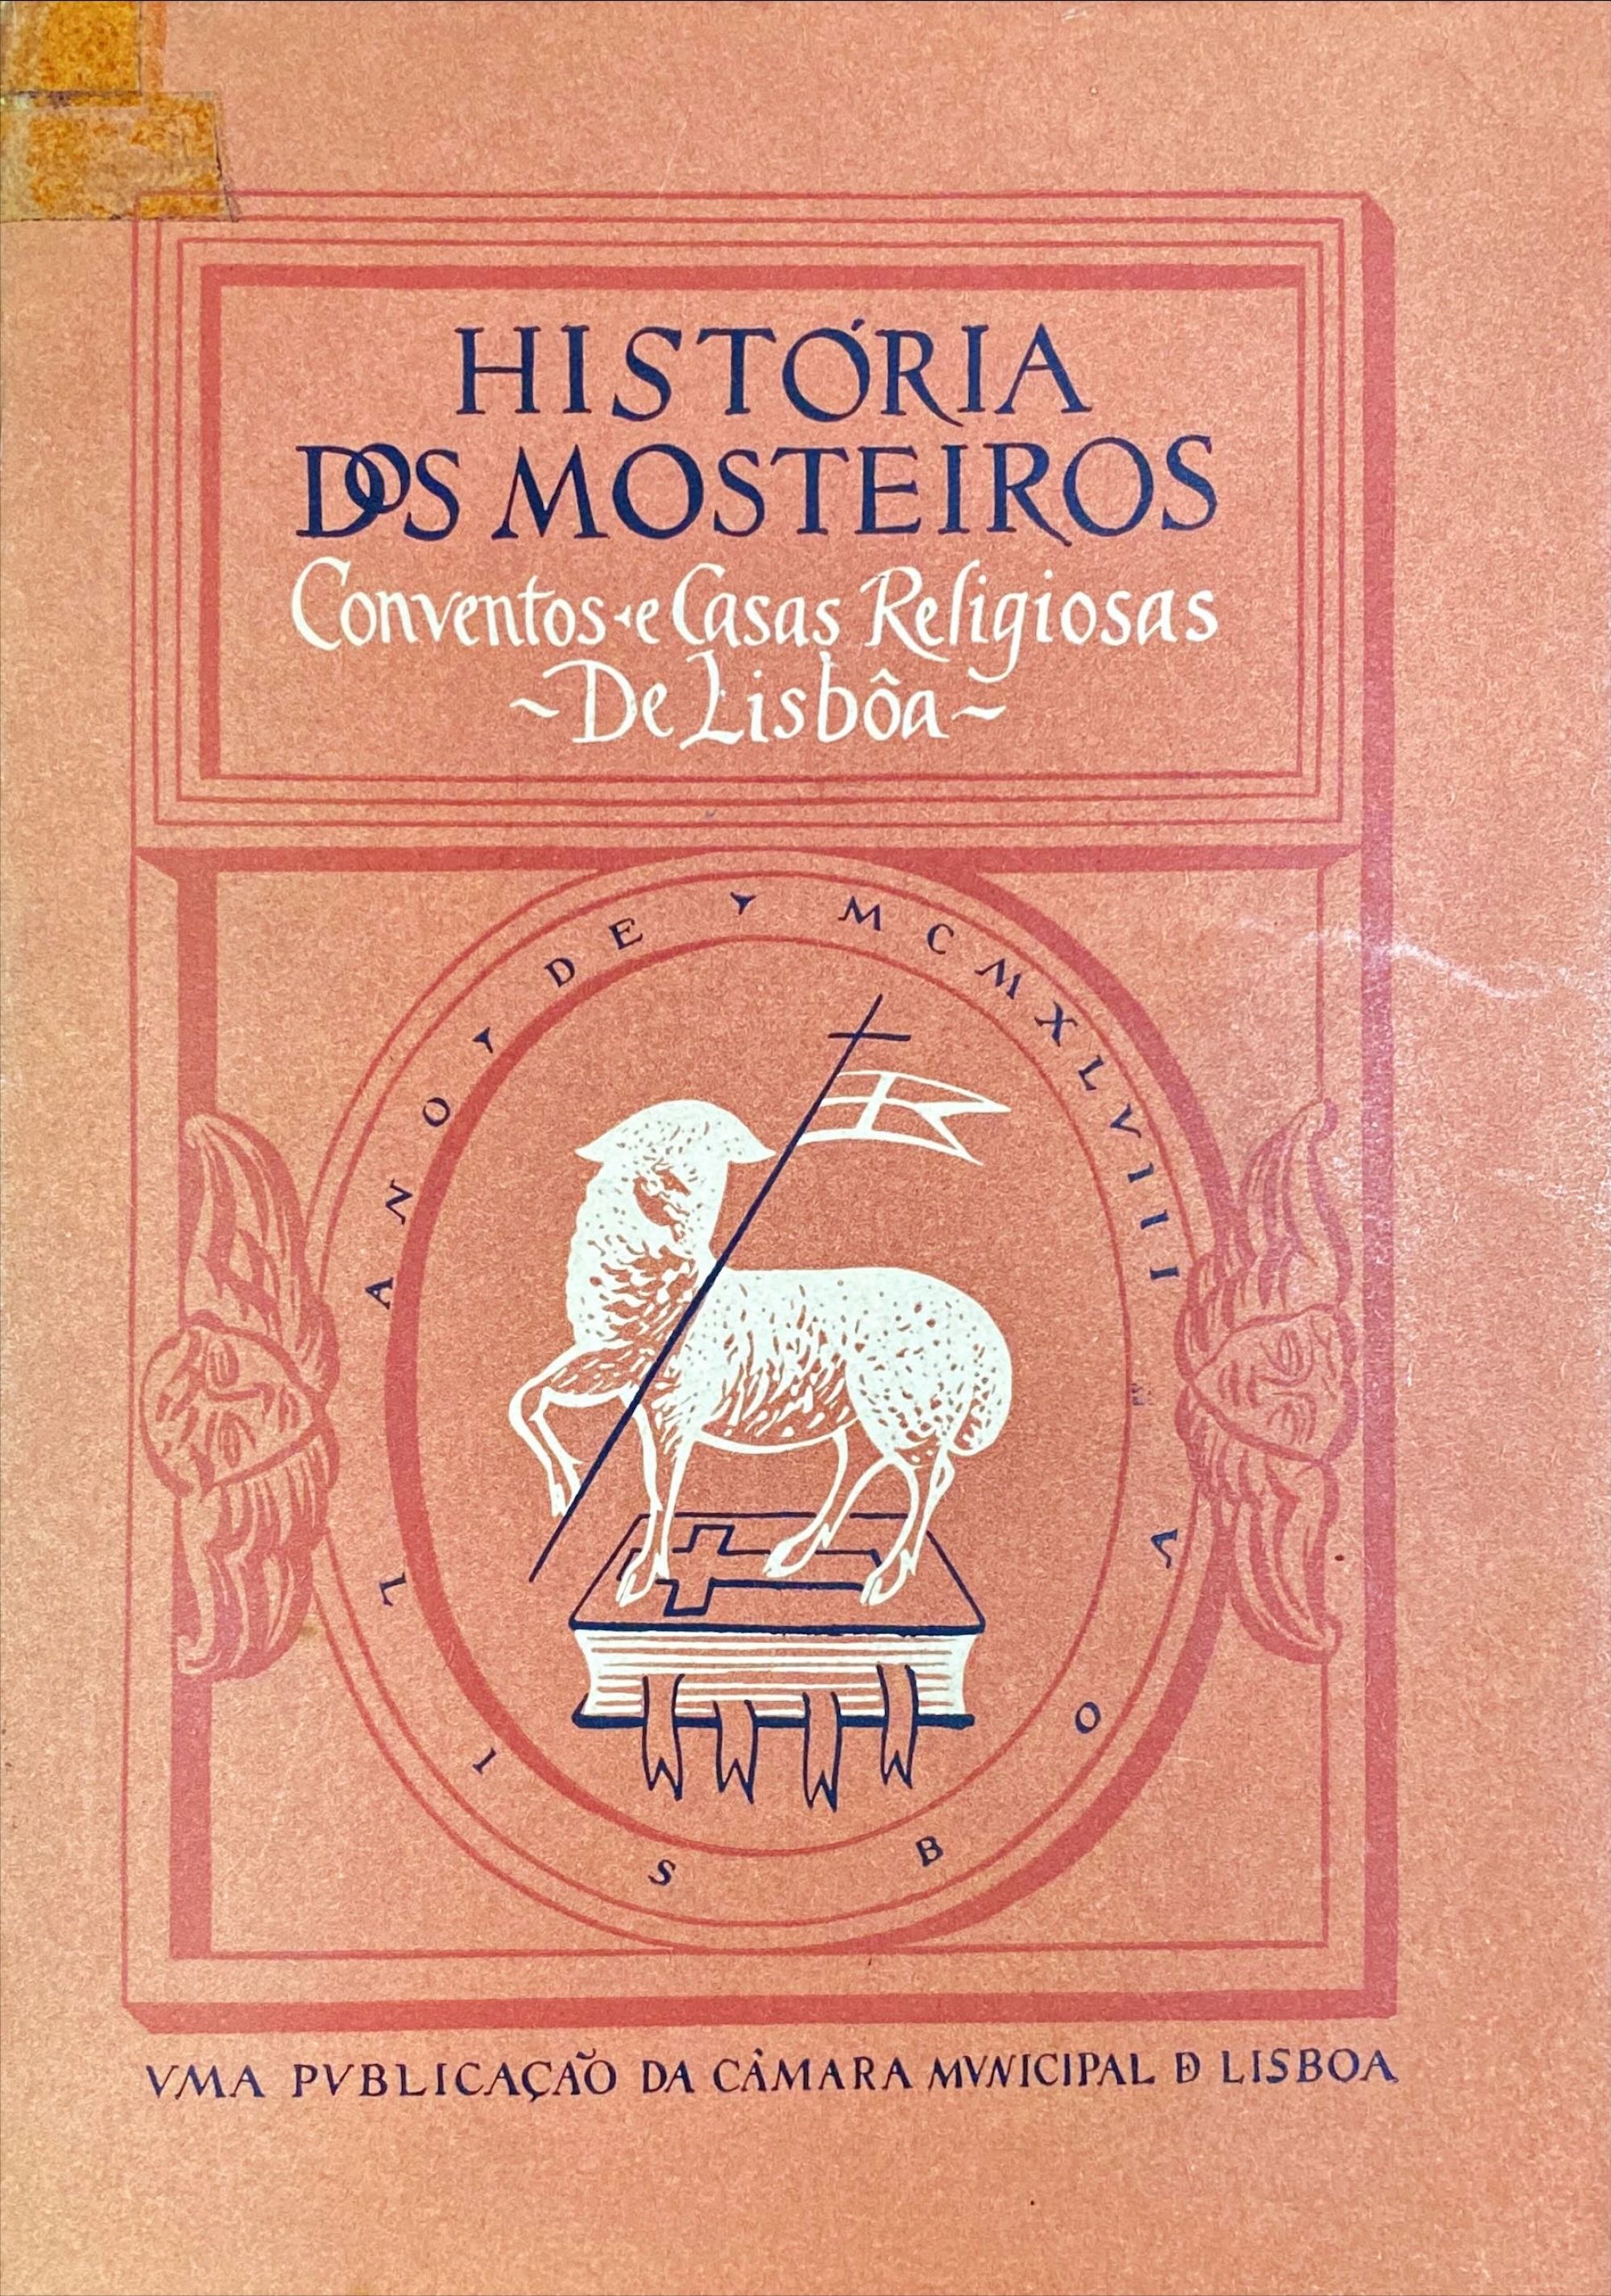 HISTÓRIA
DOS MOSTEIROS
Conventos e Casas Religiosas
~De Lisbôa~
ANO DE MCMXLVIII
LISBOA
VMA PVBLICAÇÃO DA CÂMARA MVNICIPAL D LISBOA